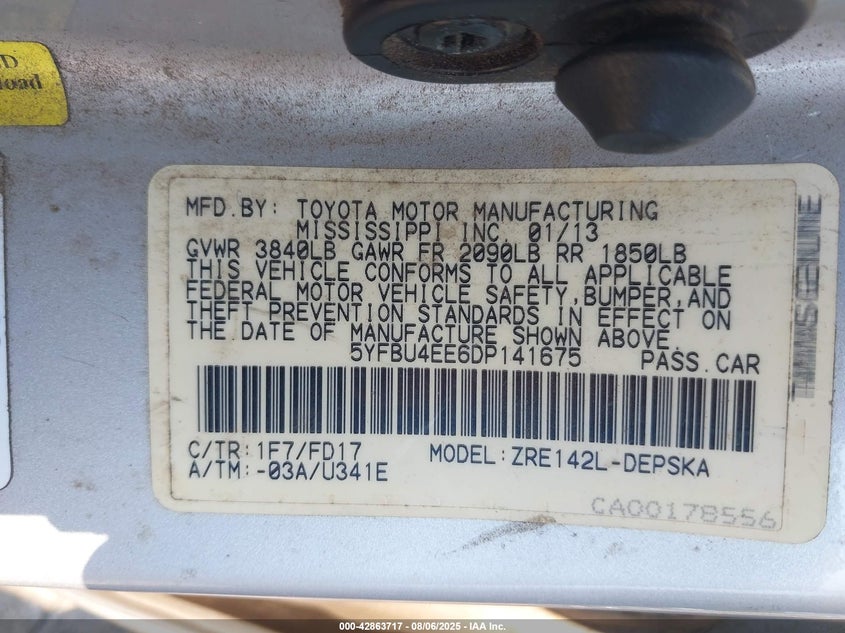 D
load
MFD.BY: TOYOTA MOTOR MANUFACTURING
MISSISSIPPI INC. 01/13
GVWR 3840LB GAWR FR 2090LB RR 1850LB
THIS VEHICLE CONFORMS TO ALL APPLICABLE
FEDERAL MOTOR VEHICLE SAFETY,BUMPER,AND
THEFT PREVENTION STANDARDS IN EFFECT ON
THE DATE OF MANUFACTURE SHOWN ABOVE.
5YFBU4EE6DP141675 PASS.CAR
C/TR:1F7/FD17 MODEL:ZRE142L-DEPSKA
A/TM:-03A/U341E
CA00178556
000-42863717 - 08/06/2025 - IAA Inc.